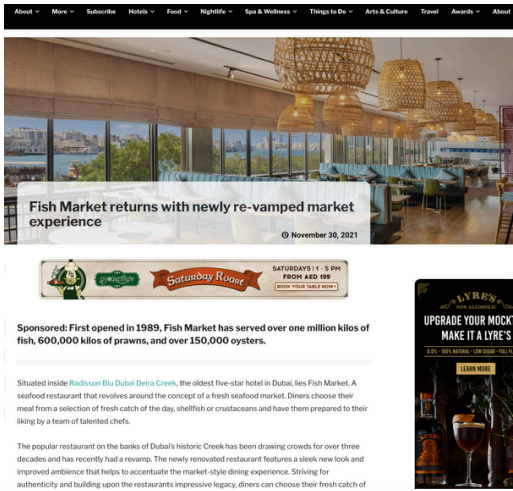 About More Subscribe Hotels Food Nightlife Spa & Wellness Things to Do Arts & Culture Travel Awards About
Fish Market returns with newly re-vamped market
experience
November 30, 2021
Saturday Roast
SATURDAYS | 1 - 5 PM
FROM AED 199
BOOK YOUR TABLE NOW
Sponsored: First opened in 1989, Fish Market has served over one million kilos of
fish, 600,000 kilos of prawns, and over 150,000 oysters.
Situated inside Radisson Blu Dubai Deira Creek, the oldest five-star hotel in Dubai, lies Fish Market. A
seafood restaurant that revolves around the concept of a fresh seafood market. Diners choose their
meal from a selection of fresh catch of the day, shellfish or crustaceans and have them prepared to their
liking by a team of talented chefs.
The popular restaurant on the banks of Dubai's historic Creek has been drawing crowds for over three
decades and has recently had a revamp. The newly renovated restaurant features a sleek new look and
improved ambience that helps to accentuate the market-style dining experience. Striving for
authenticity and building upon the restaurants impressive legacy, diners can choose their fresh catch of
LYRE'S
NON-ALCOHOLIC
UPGRADE YOUR MOCKT
MAKE IT A LYRE'S
0.0% · 100% NATURAL · LOW SUGAR
LEARN MORE